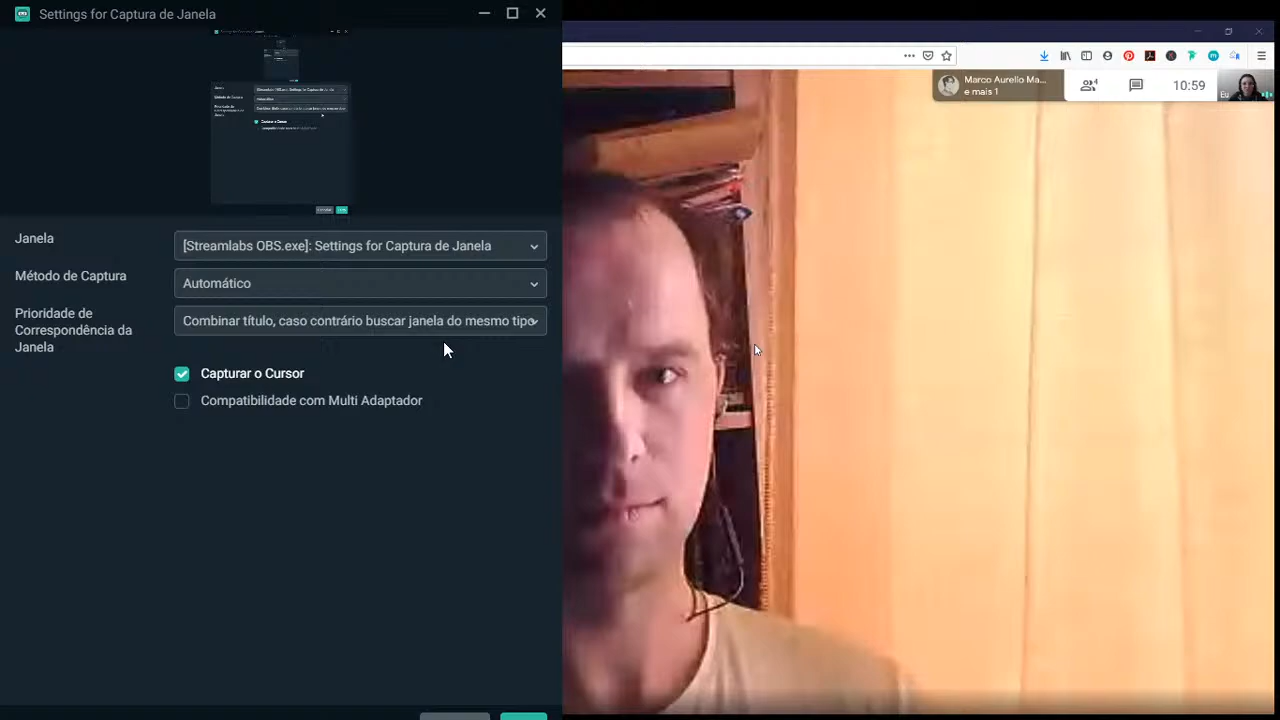 Settings for Captura de Janela
Janela
[Streamlabs OBS.exe]: Settings for Captura de Janela
Método de Captura
Automático
Prioridade de
Correspondência da
Janela
Combinar título, caso contrário buscar janela do mesmo tipo
Capturar o Cursor
Compatibilidade com Multi Adaptador
Marco Aurelio Ma...
e mais 1
10:59
Eu